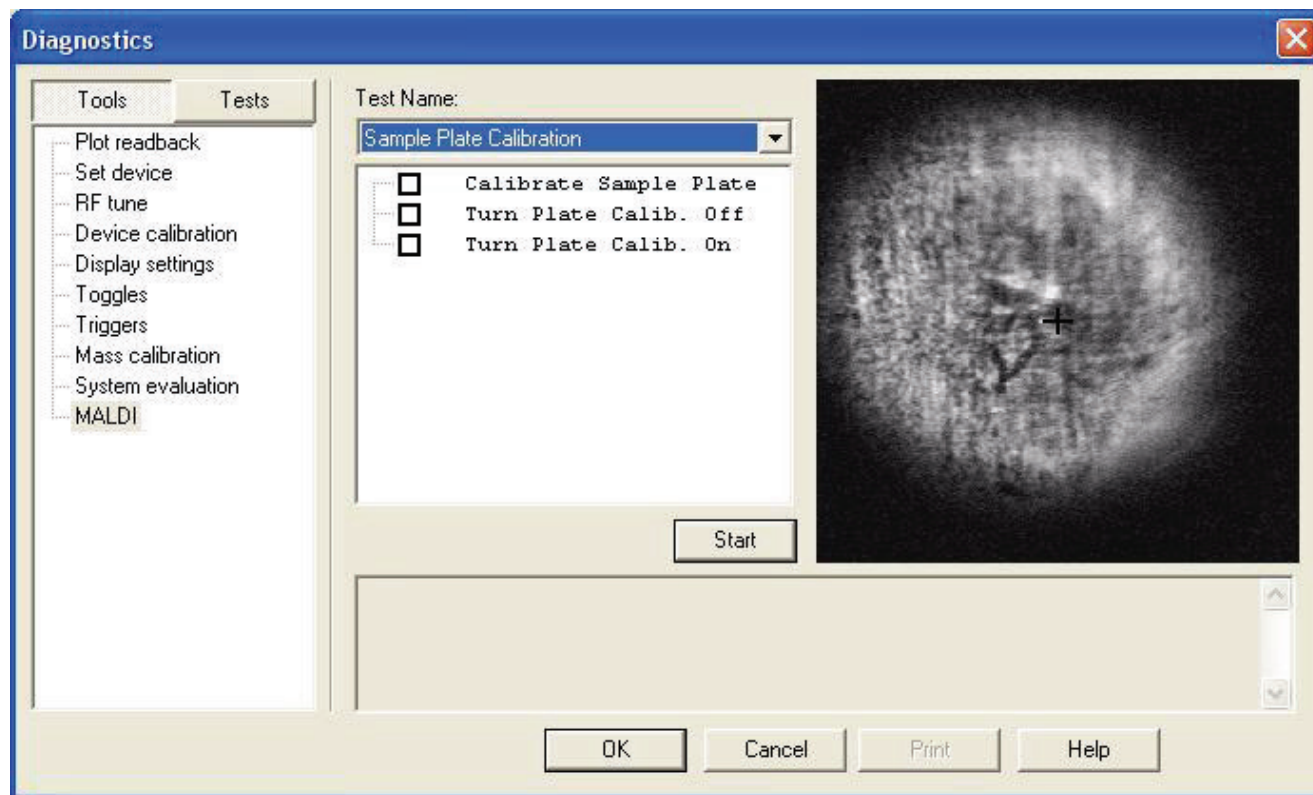 Diagnostics
Tools Tests
Plot readback
Set device
RF tune
Device calibration
Display settings
Toggles
Triggers
Mass calibration
System evaluation
MALDI
Test Name:
Sample Plate Calibration
Calibrate Sample Plate
Turn Plate Calib. Off
Turn Plate Calib. On
Start
OK Cancel Print Help